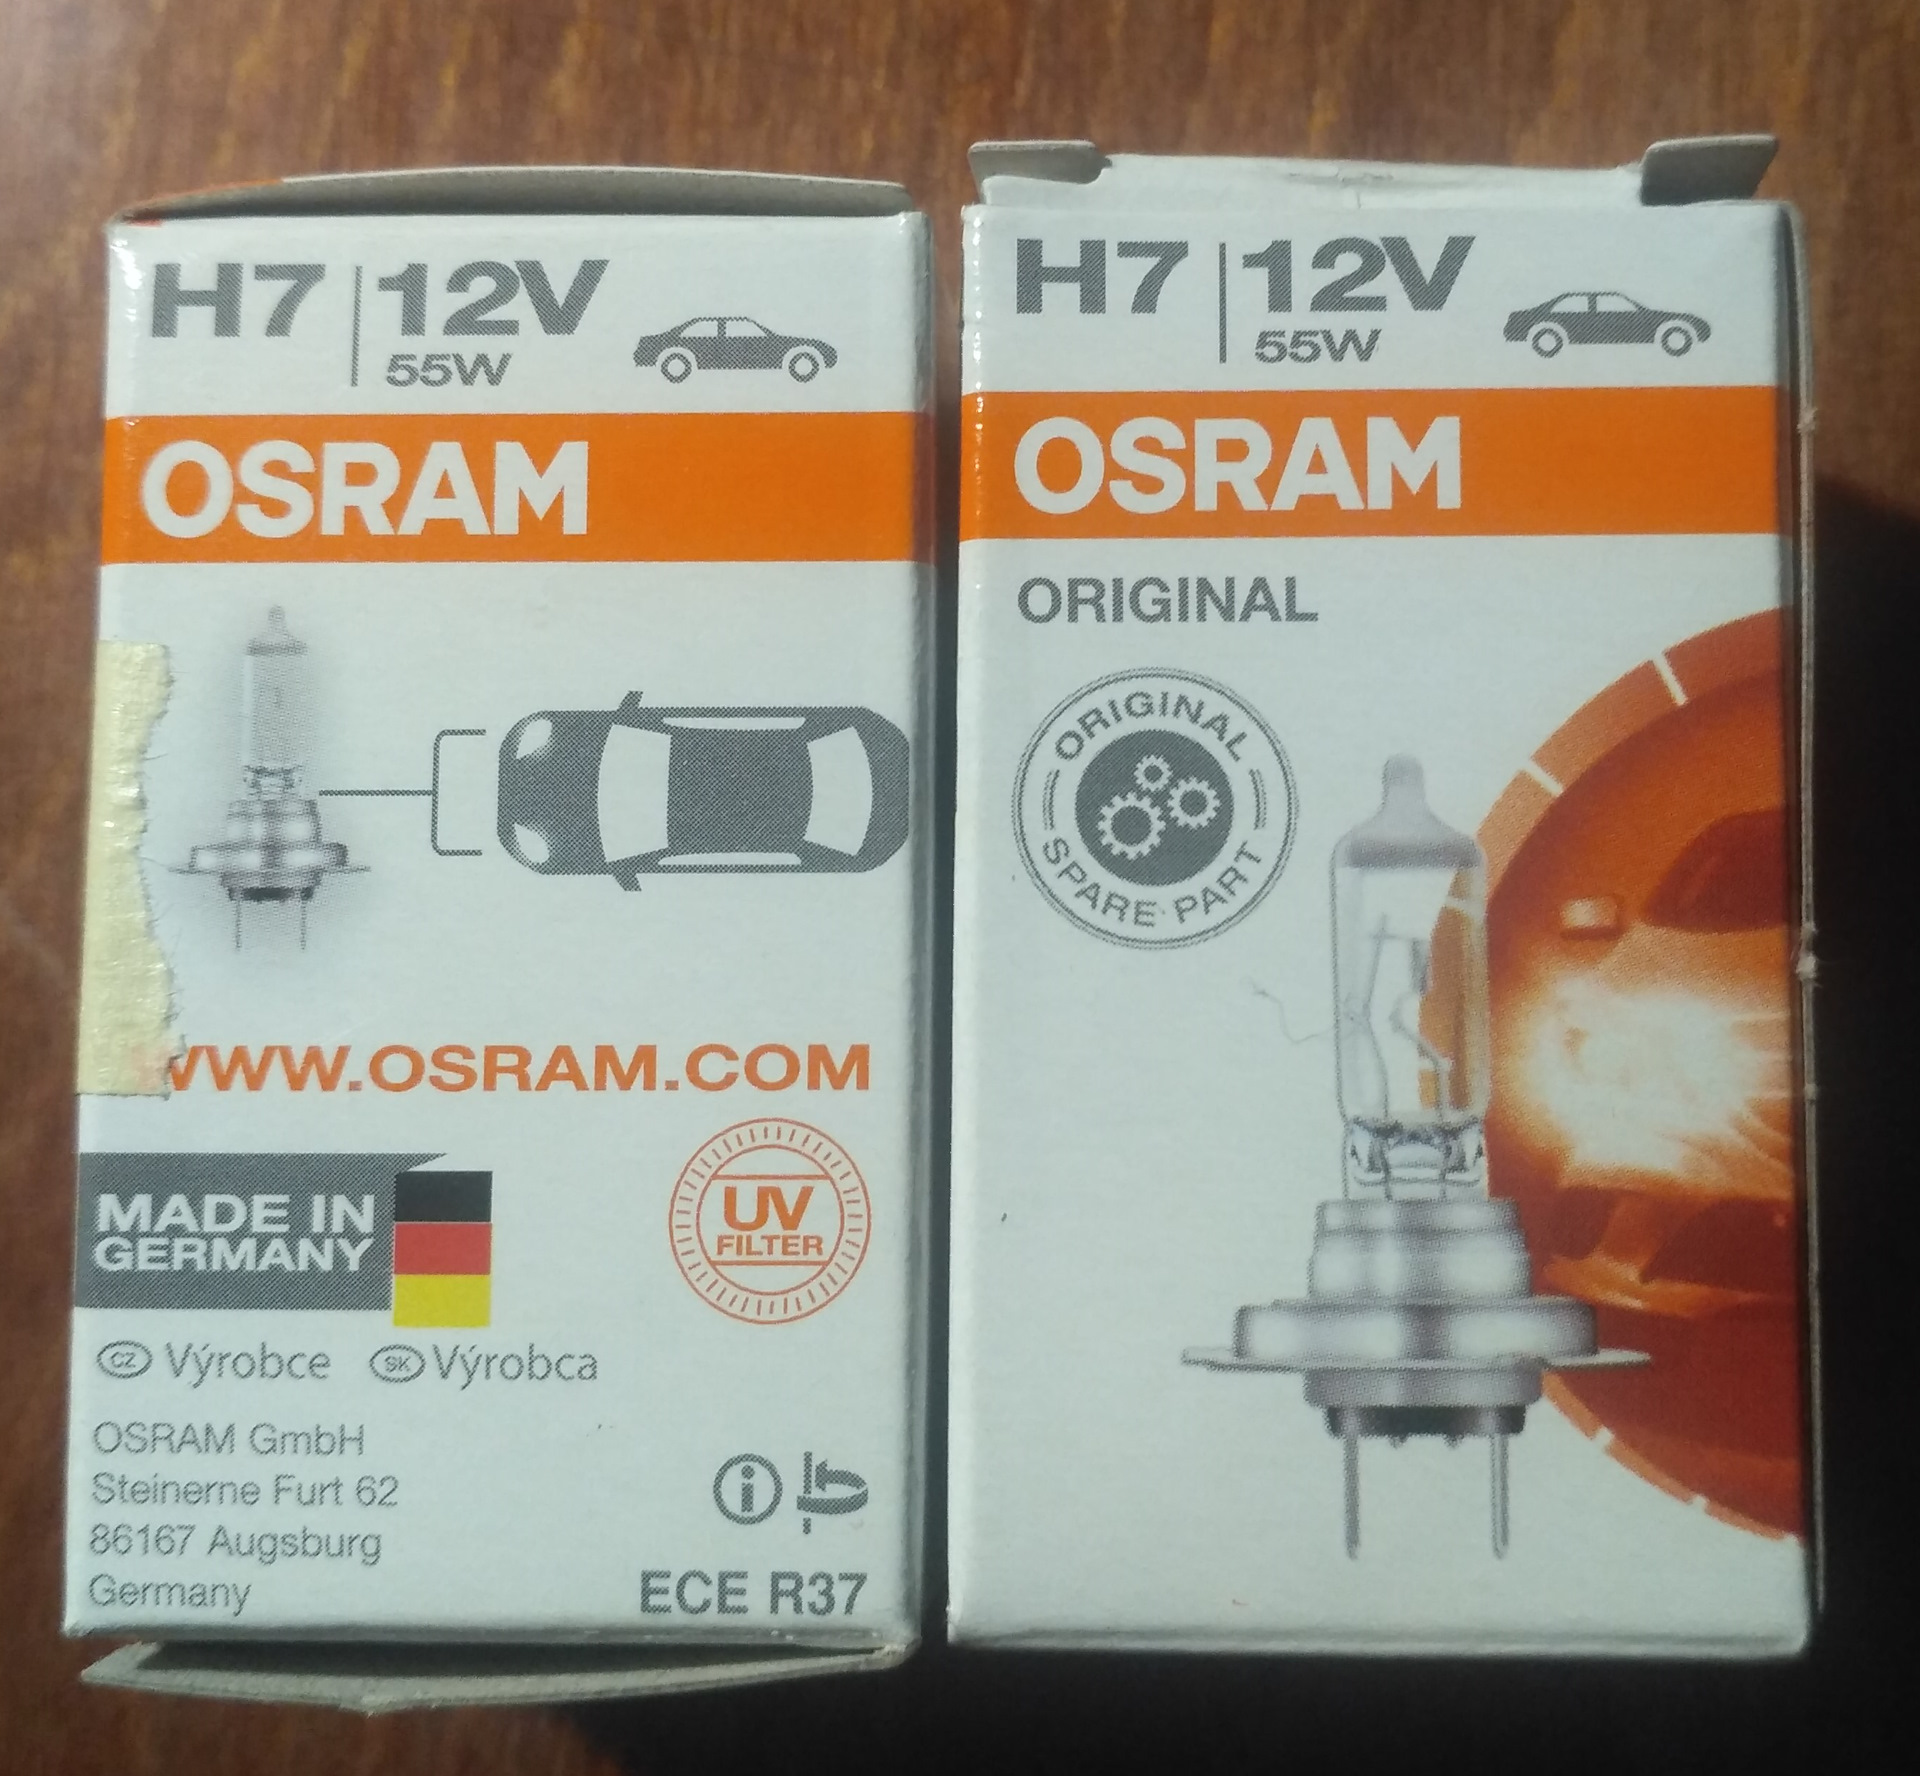 H7 12V
55W
OSRAM
WWW.OSRAM.COM
MADE IN
GERMANY
UV
FILTER
CZ Výrobce SK Výrobca
OSRAM GmbH
Steinerne Furt 62
86167 Augsburg
Germany
i
ECE R37
H7 12V
55W
OSRAM
ORIGINAL
ORIGINAL
SPARE PART